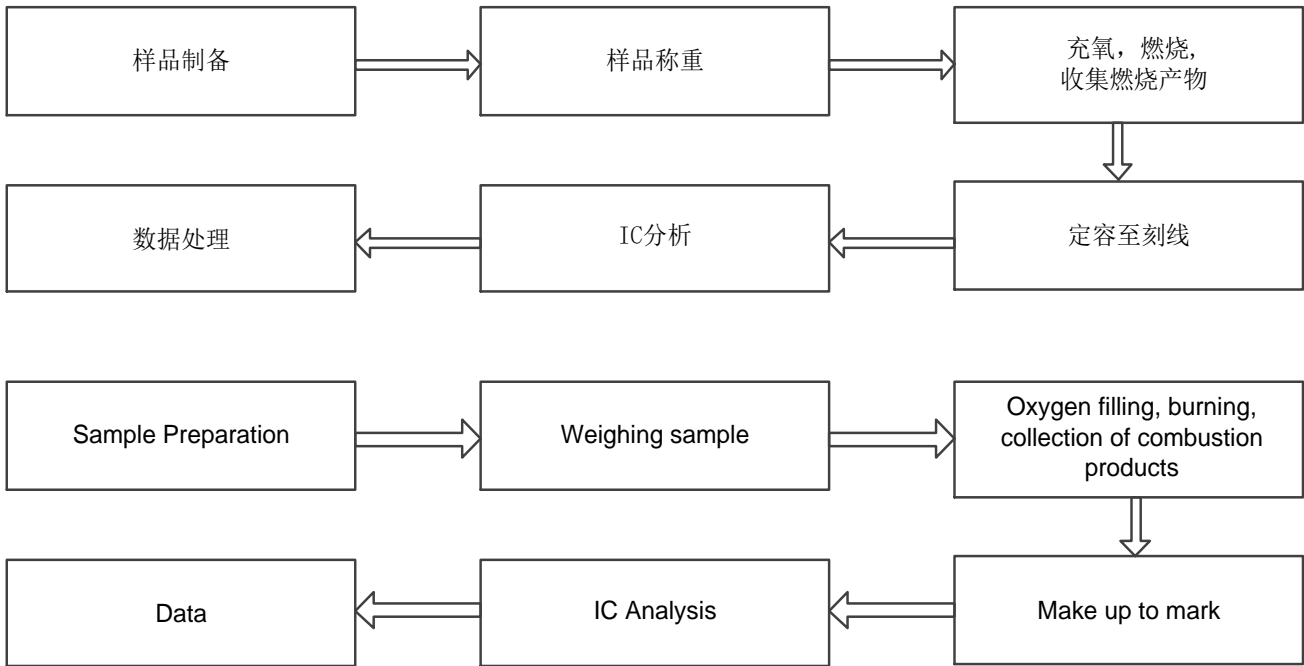 样品制备
样品称重
充氧，燃烧，
收集燃烧产物
数据处理
IC分析
定容至刻线
Sample Preparation
Weighing sample
Oxygen filling, burning,
collection of combustion
products
Data
IC Analysis
Make up to mark